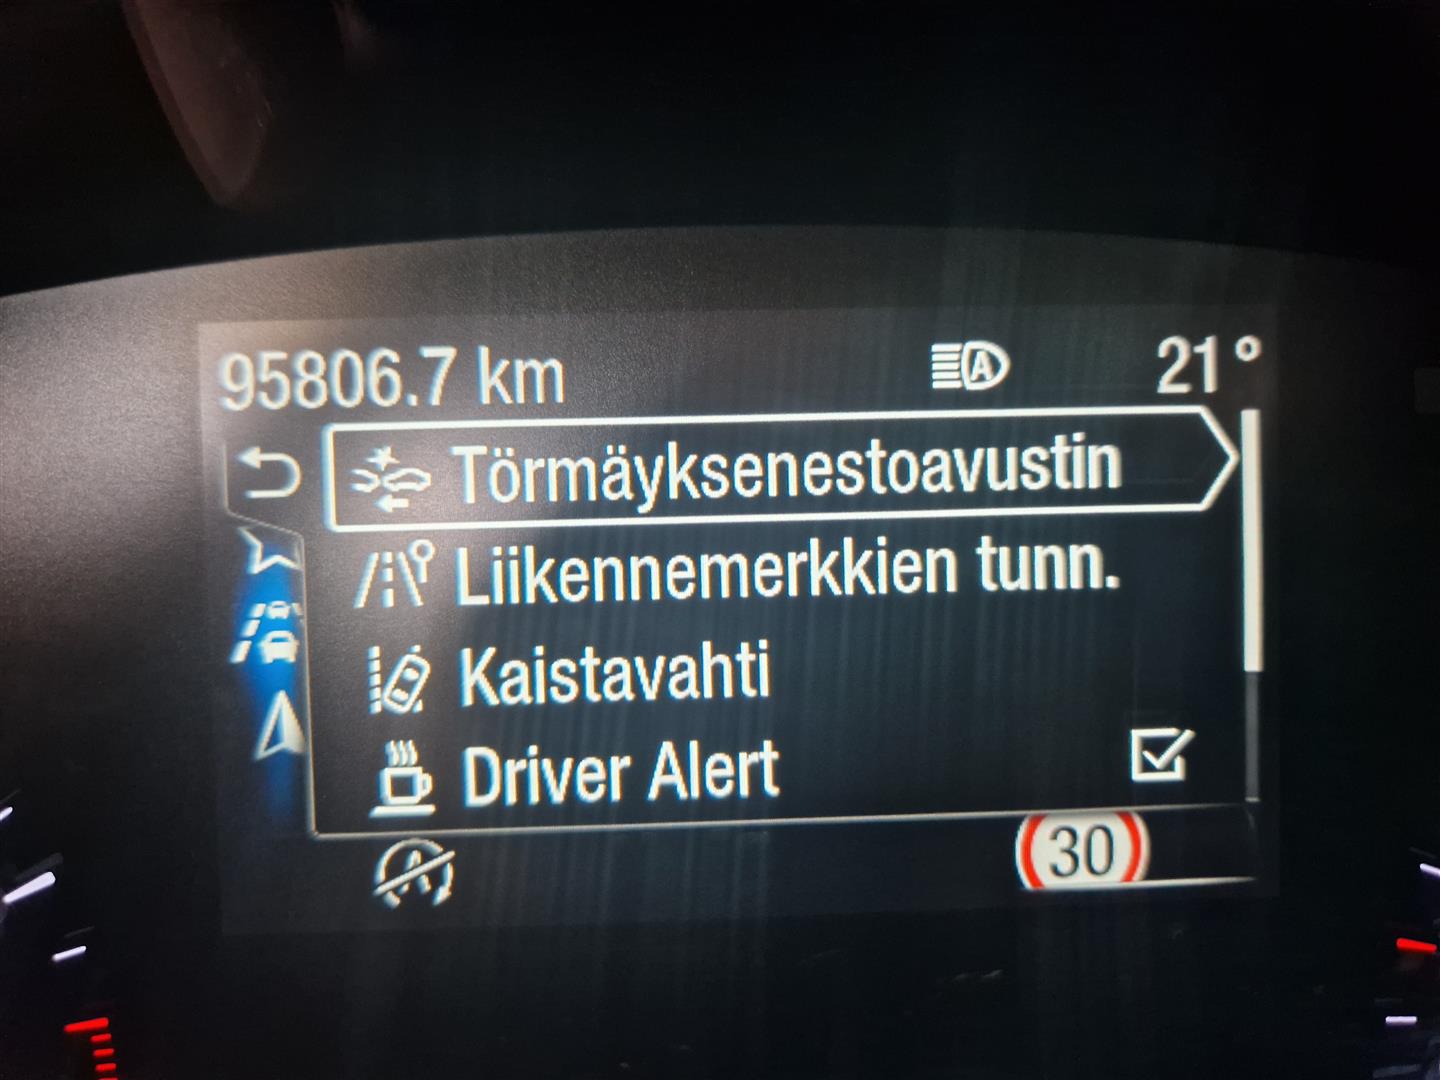 95806.7 km A 21°
Törmäyksenestoavustin
Liikennemerkkien tunn.
Kaistavahti
Driver Alert
A 30